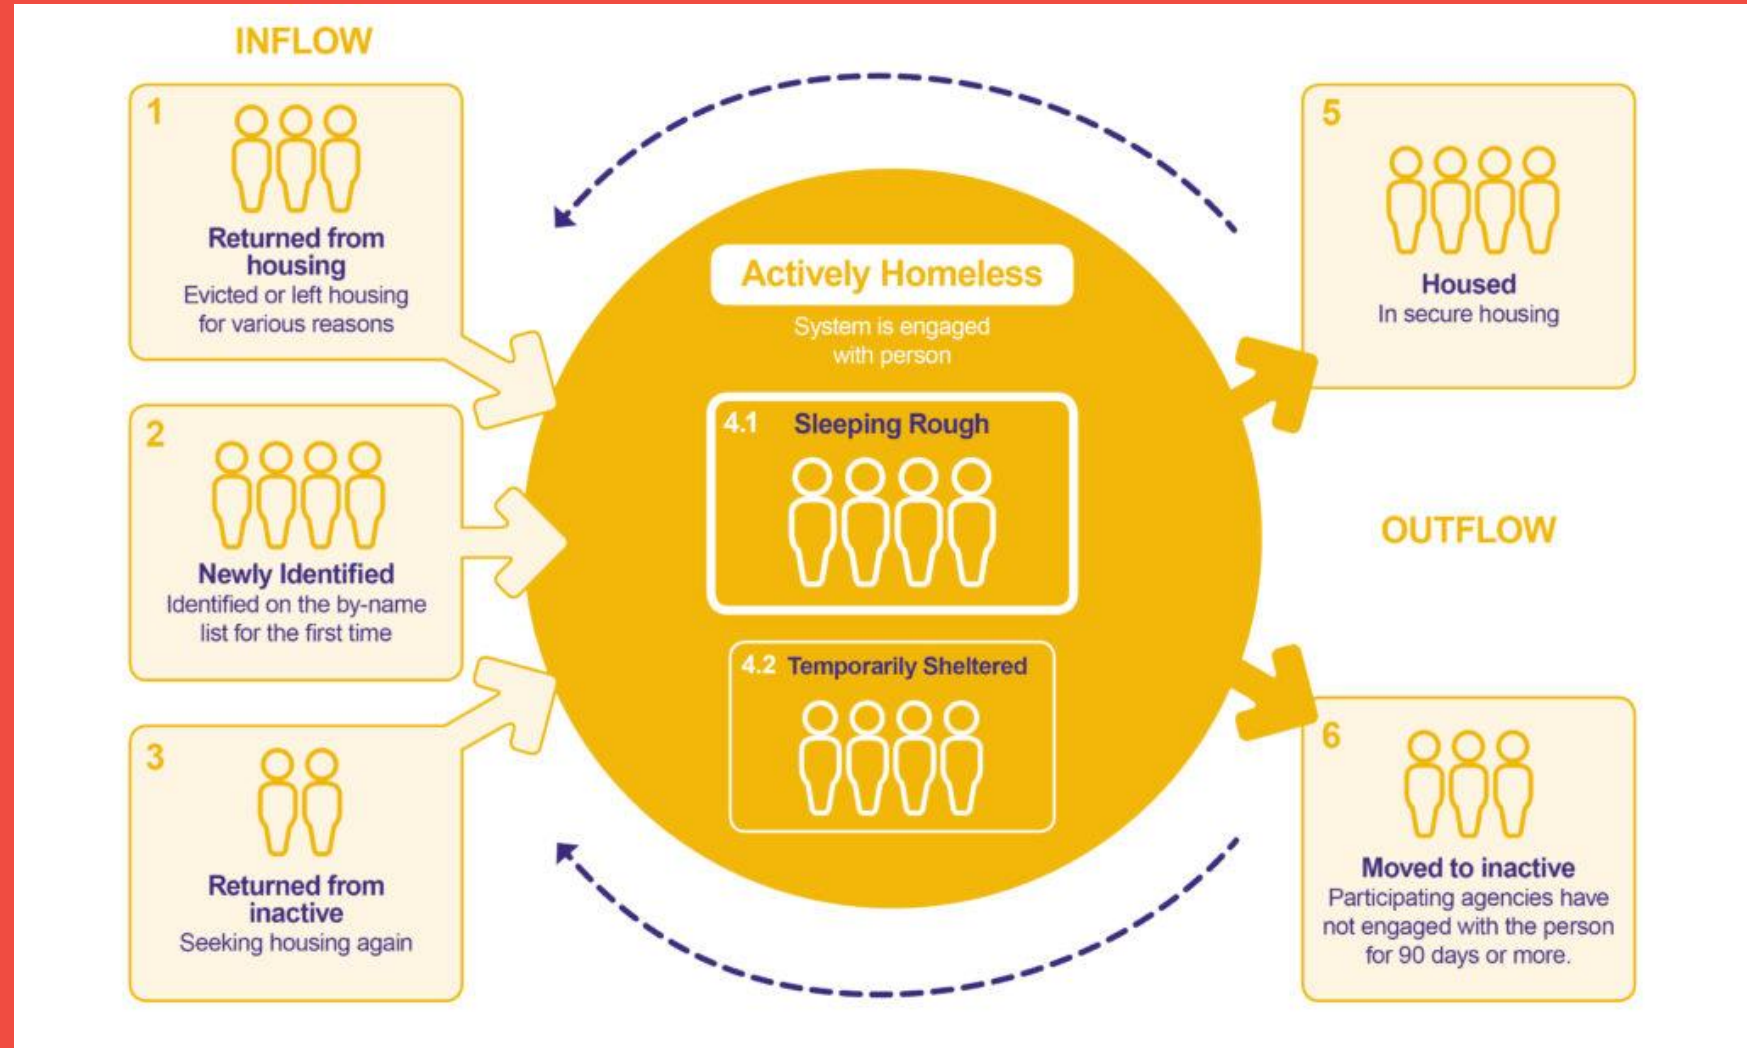 INFLOW
1
Returned from
housing
Evicted or left housing
for various reasons
2
Newly Identified
Identified on the by-name
list for the first time
3
Returned from
inactive
Seeking housing again
Actively Homeless
System is engaged
with person
4.1 Sleeping Rough
4.2 Temporarily Sheltered
5
Housed
In secure housing
OUTFLOW
6
Moved to inactive
Participating agencies have
not engaged with the person
for 90 days or more.